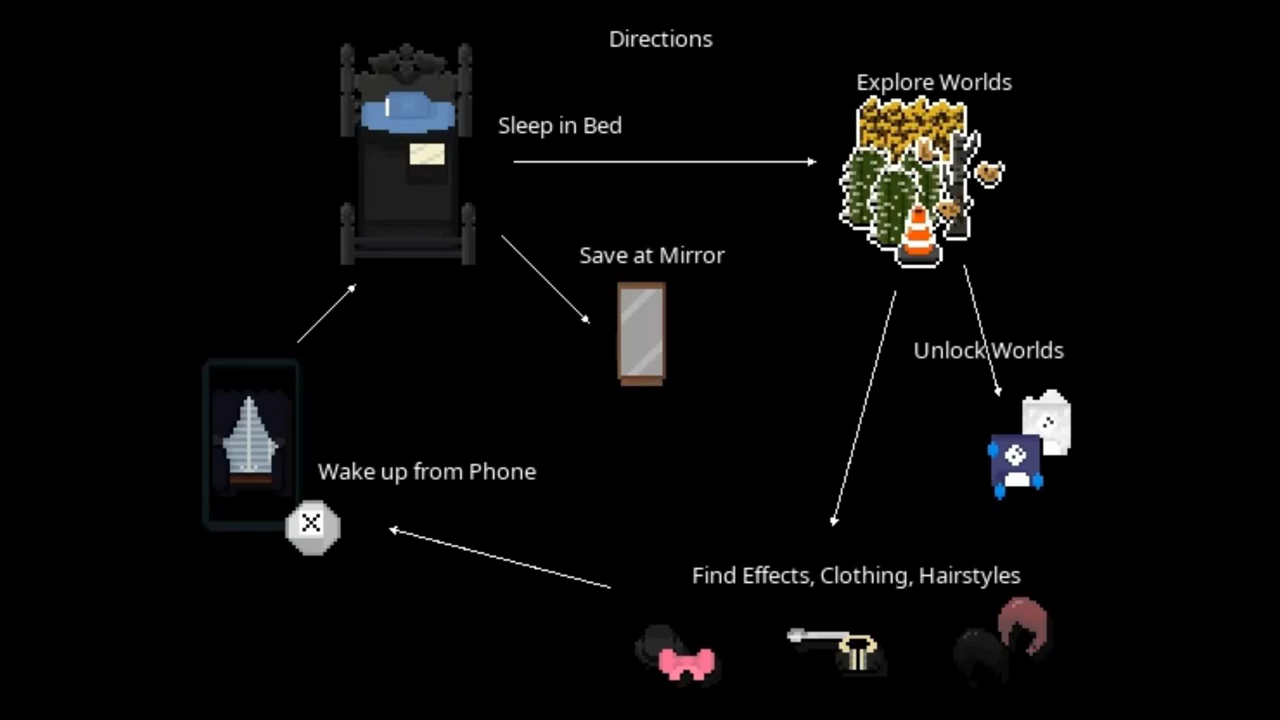 Directions
Explore Worlds
Sleep in Bed
Save at Mirror
Unlock Worlds
Wake up from Phone
Find Effects, Clothing, Hairstyles